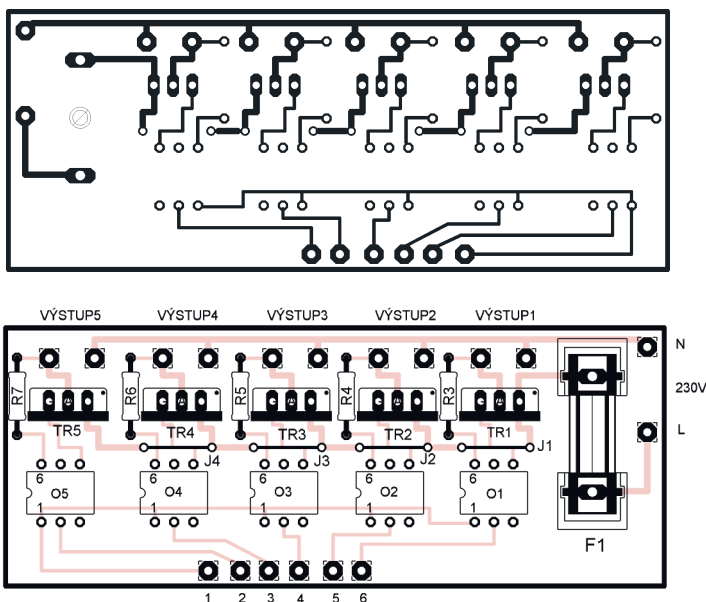 VÝSTUP5 VÝSTUP4 VÝSTUP3 VÝSTUP2 VÝSTUP1
N
230V
L
R7 R6 R5 R4 R3
TR5 TR4 TR3 TR2 TR1
J4 J3 J2 J1
6 6 6 6 6
O5 O4 O3 O2 O1
1 1 1 1 1
F1
1 2 3 4 5 6